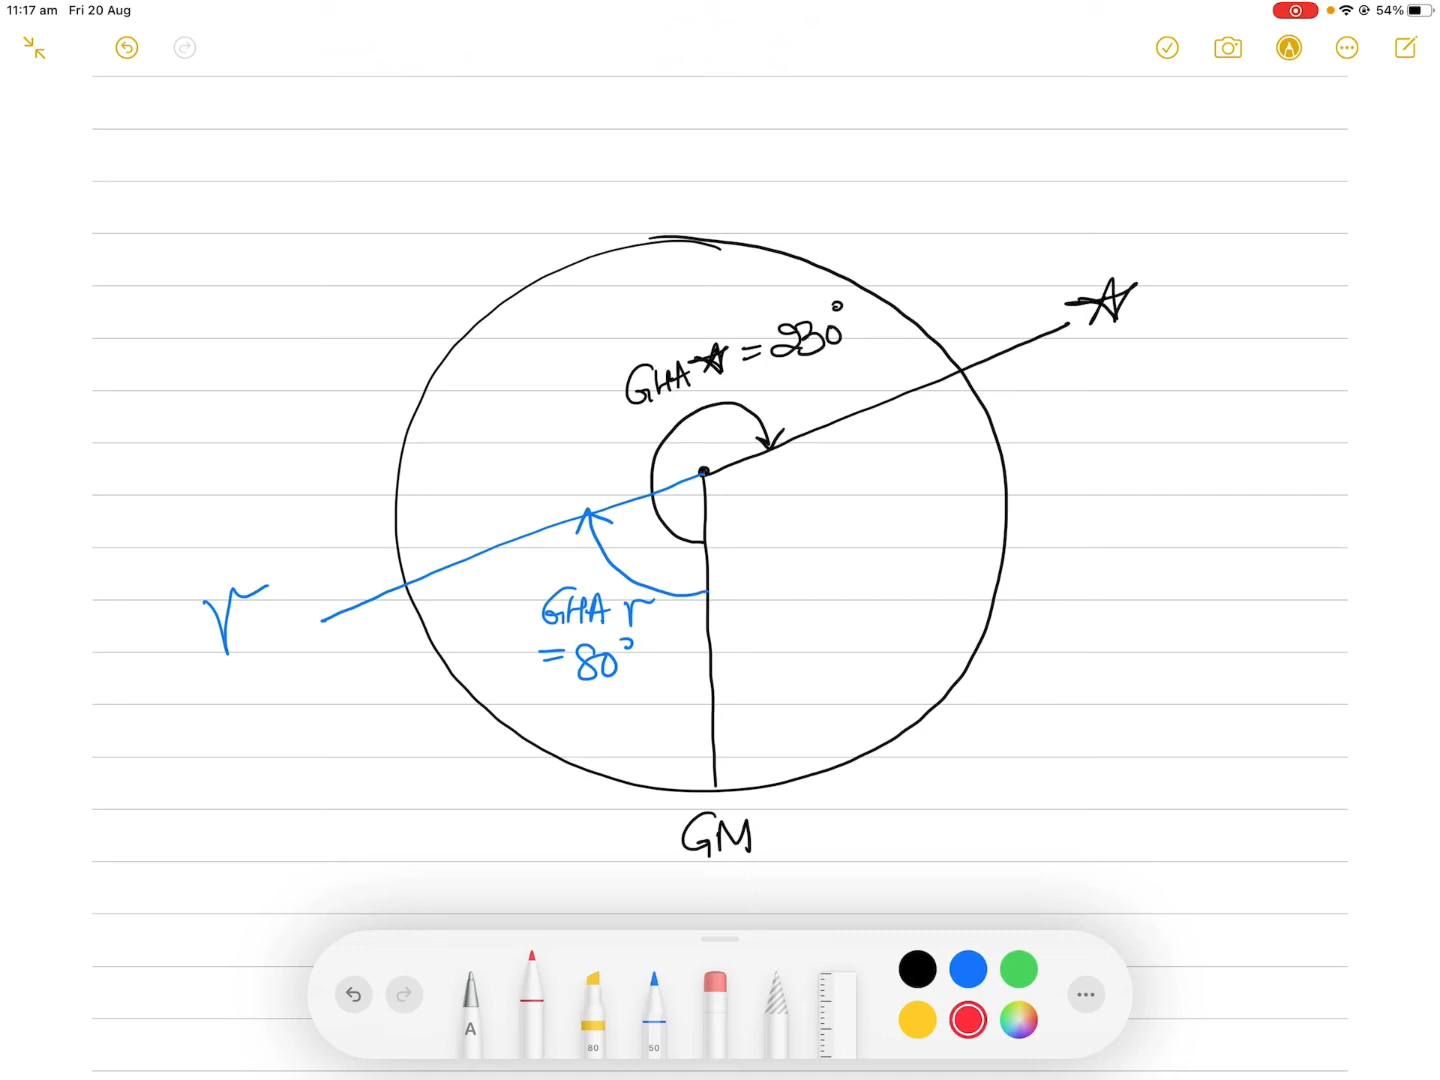 11:17 am Fri 20 Aug
54%
GHA☆ = 230°
GHA ♈
= 80°
♈
GM
A
80
50